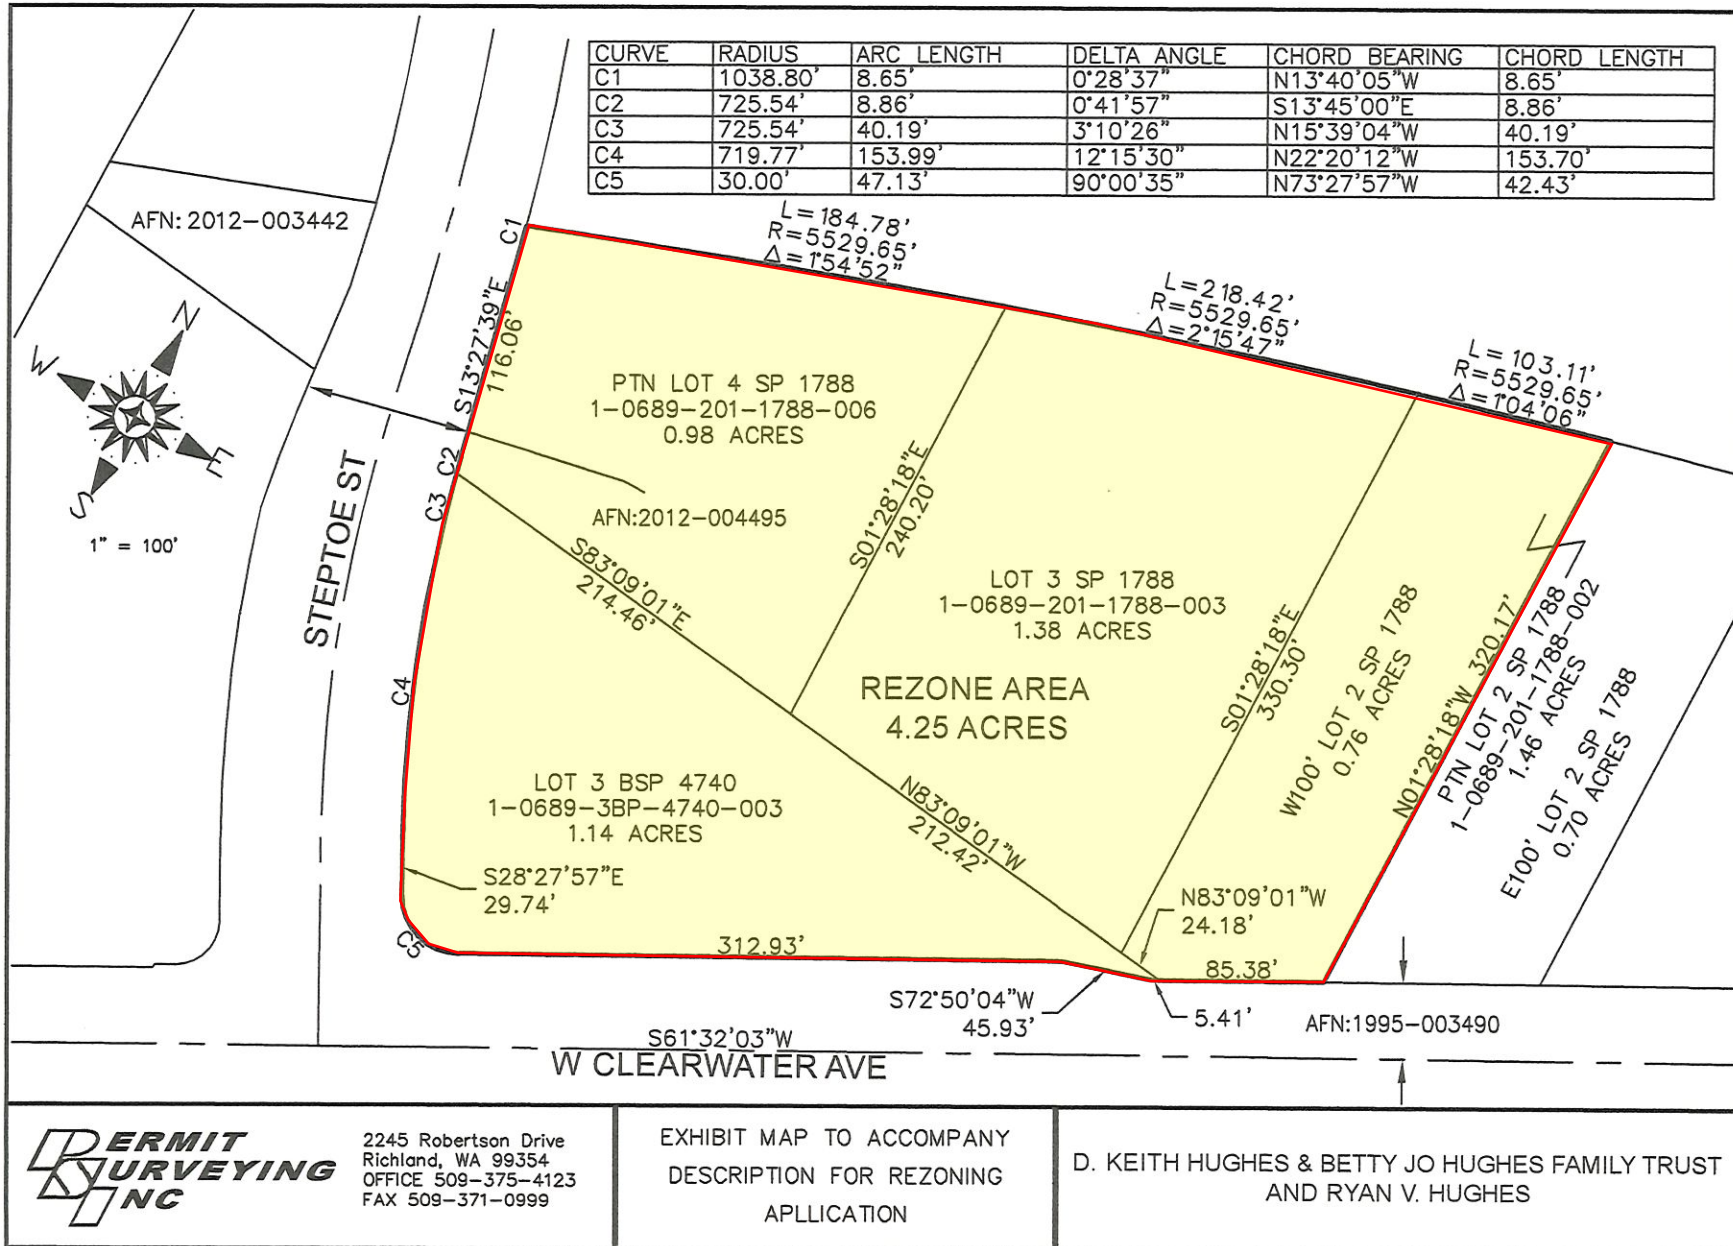 CURVE RADIUS ARC LENGTH DELTA ANGLE CHORD BEARING CHORD LENGTH
C1 1038.80' 8.65' 0°28'37" N13°40'05"W 8.65'
C2 725.54' 8.86' 0°41'57" S13°45'00"E 8.86'
C3 725.54' 40.19' 3°10'26" N15°39'04"W 40.19'
C4 719.77' 153.99' 12°15'30" N22°20'12"W 153.70'
C5 30.00' 47.13' 90°00'35" N73°27'57"W 42.43'
AFN: 2012-003442
C1
L=184.78'
R=5529.65'
Δ=1°54'52"
L=218.42'
R=5529.65'
Δ=2°15'47"
L=103.11'
R=5529.65'
Δ=1°04'06"
N
W
E
S
1" = 100'
S13°27'39"E
116.06'
PTN LOT 4 SP 1788
1-0689-201-1788-006
0.98 ACRES
C2
C3
AFN:2012-004495
STEPTOE ST
S83°09'01"E
214.46'
S01°28'18"E
240.20'
LOT 3 SP 1788
1-0689-201-1788-003
1.38 ACRES
REZONE AREA
4.25 ACRES
S01°28'18"E
330.30'
W100' LOT 2 SP 1788
0.76 ACRES
N01°28'18"W 320.17'
PTN LOT 2 SP 1788
1-0689-201-1788-002
1.46 ACRES
E100' LOT 2 SP 1788
0.70 ACRES
C4
LOT 3 BSP 4740
1-0689-3BP-4740-003
1.14 ACRES
N83°09'01"W
212.42'
S28°27'57"E
29.74'
N83°09'01"W
24.18'
C5
312.93'
85.38'
S72°50'04"W
45.93'
5.41'
AFN:1995-003490
S61°32'03"W
W CLEARWATER AVE
PERMIT
SURVEYING
INC
2245 Robertson Drive
Richland, WA 99354
OFFICE 509-375-4123
FAX 509-371-0999
EXHIBIT MAP TO ACCOMPANY
DESCRIPTION FOR REZONING
APLLICATION
D. KEITH HUGHES & BETTY JO HUGHES FAMILY TRUST
AND RYAN V. HUGHES